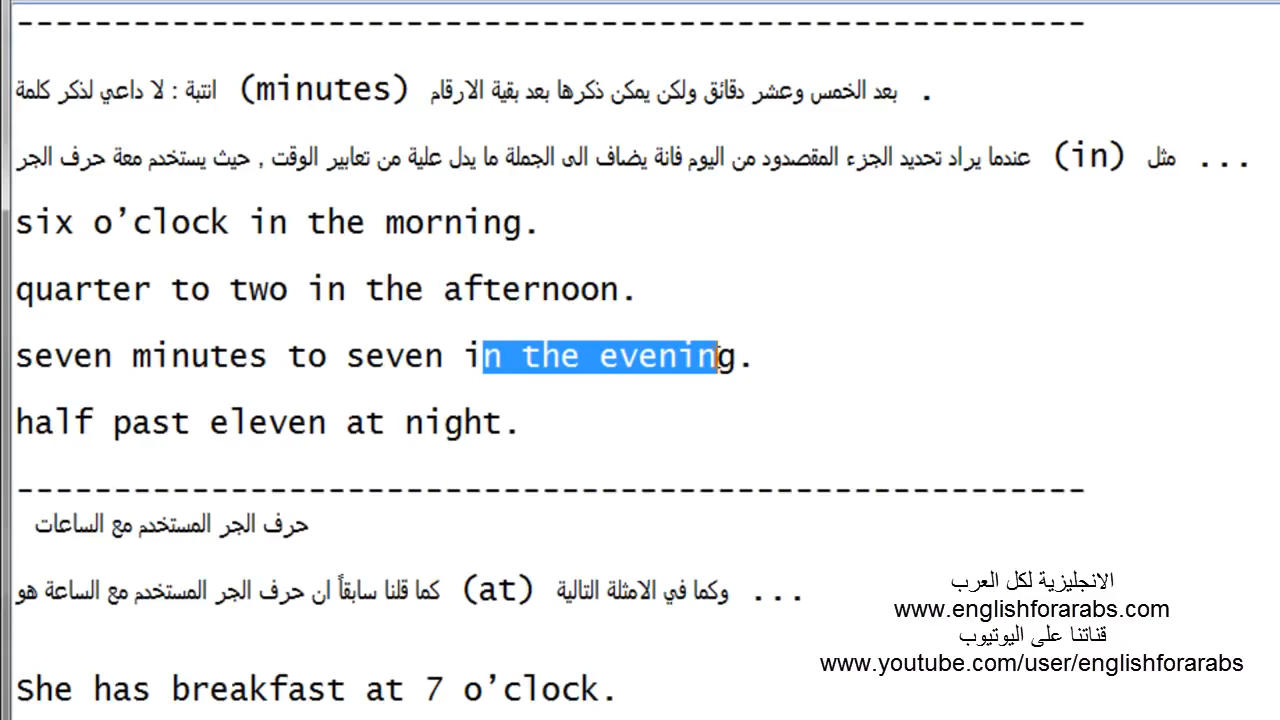 ------------------------------------------------------
انتبة : لا داعي لذكر كلمة (minutes) بعد الخمس وعشر دقائق ولكن يمكن ذكرها بعد بقية الارقام .
عندما يراد تحديد الجزء المقصدود من اليوم فانة يضاف الى الجملة ما يدل علية من تعابير الوقت , حيث يستخدم معة حرف الجر (in) مثل ...
six o’clock in the morning.
quarter to two in the afternoon.
seven minutes to seven in the evening.
half past eleven at night.
------------------------------------------------------
حرف الجر المستخدم مع الساعات
كما قلنا سابقاً ان حرف الجر المستخدم مع الساعة هو (at) وكما في الامثلة التالية ...
She has breakfast at 7 o’clock.
الانجليزية لكل العرب
www.englishforarabs.com
قناتنا على اليوتيوب
www.youtube.com/user/englishforarabs